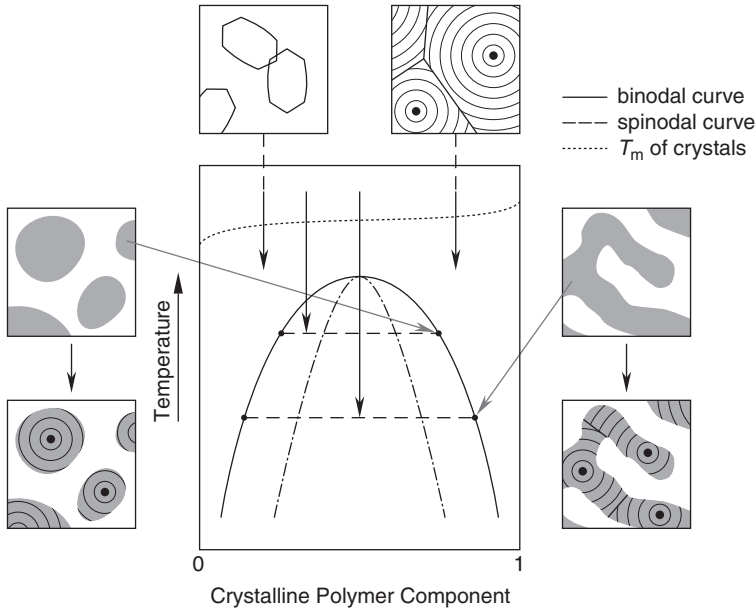 binodal curve
spinodal curve
Tm of crystals
Temperature
0
1
Crystalline Polymer Component